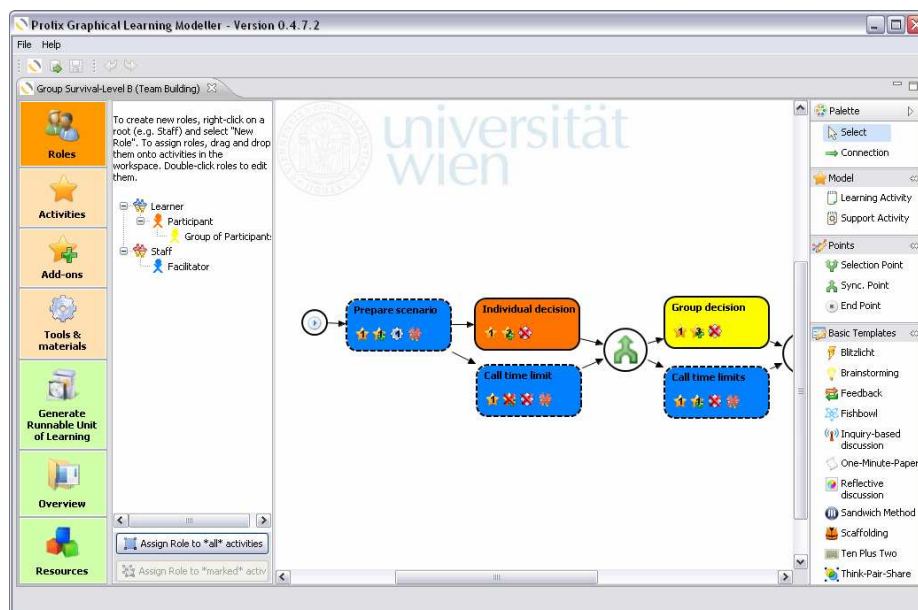 Prolix Graphical Learning Modeller - Version 0.4.7.2
File Help
Group Survival-Level B (Team Building)
Roles
Activities
Add-ons
Tools &
materials
Generate
Runnable Unit
of Learning
Overview
Resources
To create new roles, right-click on a
root (e.g. Staff) and select "New
Role". To assign roles, drag and drop
them onto activities in the
workspace. Double-click roles to edit
them.
Learner
Participant
Group of Participants
Staff
Facilitator
Assign Role to *all* activities
Assign Role to *marked* activ
universität
wien
Prepare scenario
Individual decision
Call time limit
Group decision
Call time limits
Palette
Select
Connection
Model
Learning Activity
Support Activity
Points
Selection Point
Sync. Point
End Point
Basic Templates
Blitzlicht
Brainstorming
Feedback
Fishbowl
Inquiry-based
discussion
One-Minute-Paper
Reflective
discussion
Sandwich Method
Scaffolding
Ten Plus Two
Think-Pair-Share